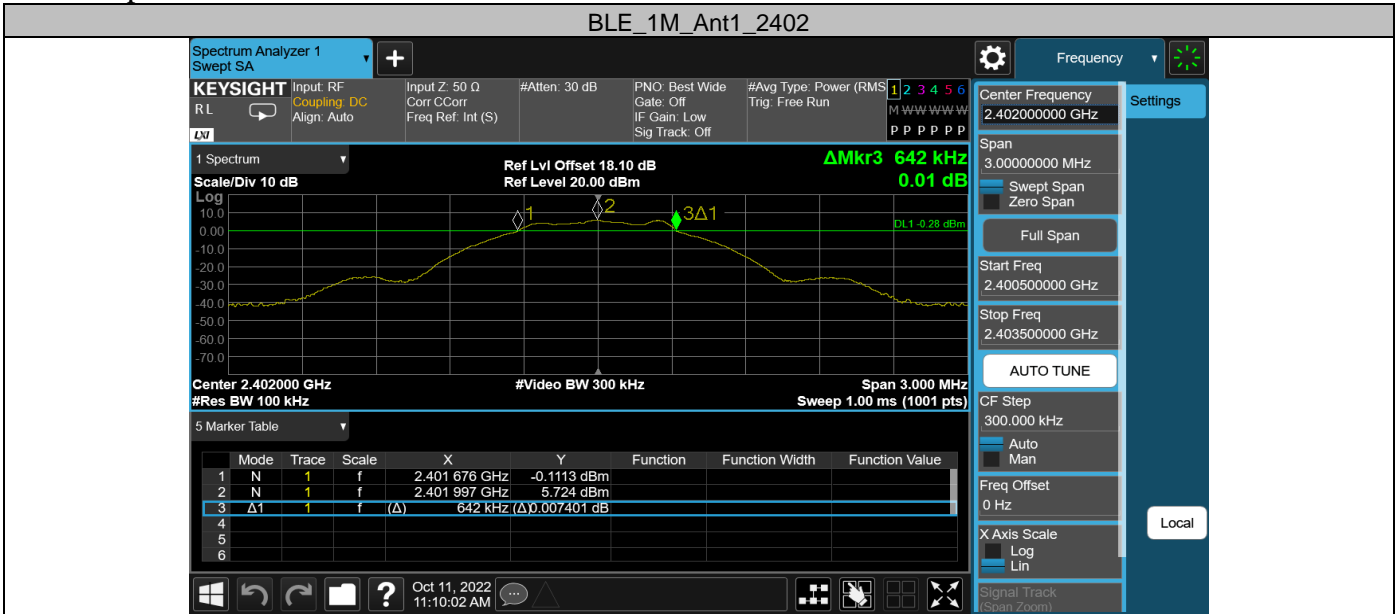 BLE_1M_Ant1_2402
Spectrum Analyzer 1
Swept SA
Frequency
KEYSIGHT
RL
LXI
Input: RF
Coupling: DC
Align: Auto
Input Z: 50 Ω
Corr CCorr
Freq Ref: Int (S)
#Atten: 30 dB
PNO: Best Wide
Gate: Off
IF Gain: Low
Sig Track: Off
#Avg Type: Power (RMS
Trig: Free Run
1 2 3 4 5 6
M W W W W W
P P P P P P
1 Spectrum
Scale/Div 10 dB
Ref Lvl Offset 18.10 dB
Ref Level 20.00 dBm
ΔMkr3 642 kHz
0.01 dB
Log
10.0
0.00
-10.0
-20.0
-30.0
-40.0
-50.0
-60.0
-70.0
1
2
3Δ1
DL1 -0.28 dBm
Center 2.402000 GHz
#Video BW 300 kHz
Span 3.000 MHz
#Res BW 100 kHz
Sweep 1.00 ms (1001 pts)
5 Marker Table
Mode Trace Scale X Y Function Function Width Function Value
1 N 1 f 2.401 676 GHz -0.1113 dBm
2 N 1 f 2.401 997 GHz 5.724 dBm
3 Δ1 1 f (Δ) 642 kHz (Δ)0.007401 dB
4
5
6
Oct 11, 2022
11:10:02 AM
Center Frequency
2.402000000 GHz
Settings
Span
3.00000000 MHz
Swept Span
Zero Span
Full Span
Start Freq
2.400500000 GHz
Stop Freq
2.403500000 GHz
AUTO TUNE
CF Step
300.000 kHz
Auto
Man
Freq Offset
0 Hz
Local
X Axis Scale
Log
Lin
Signal Track
(Span Zoom)